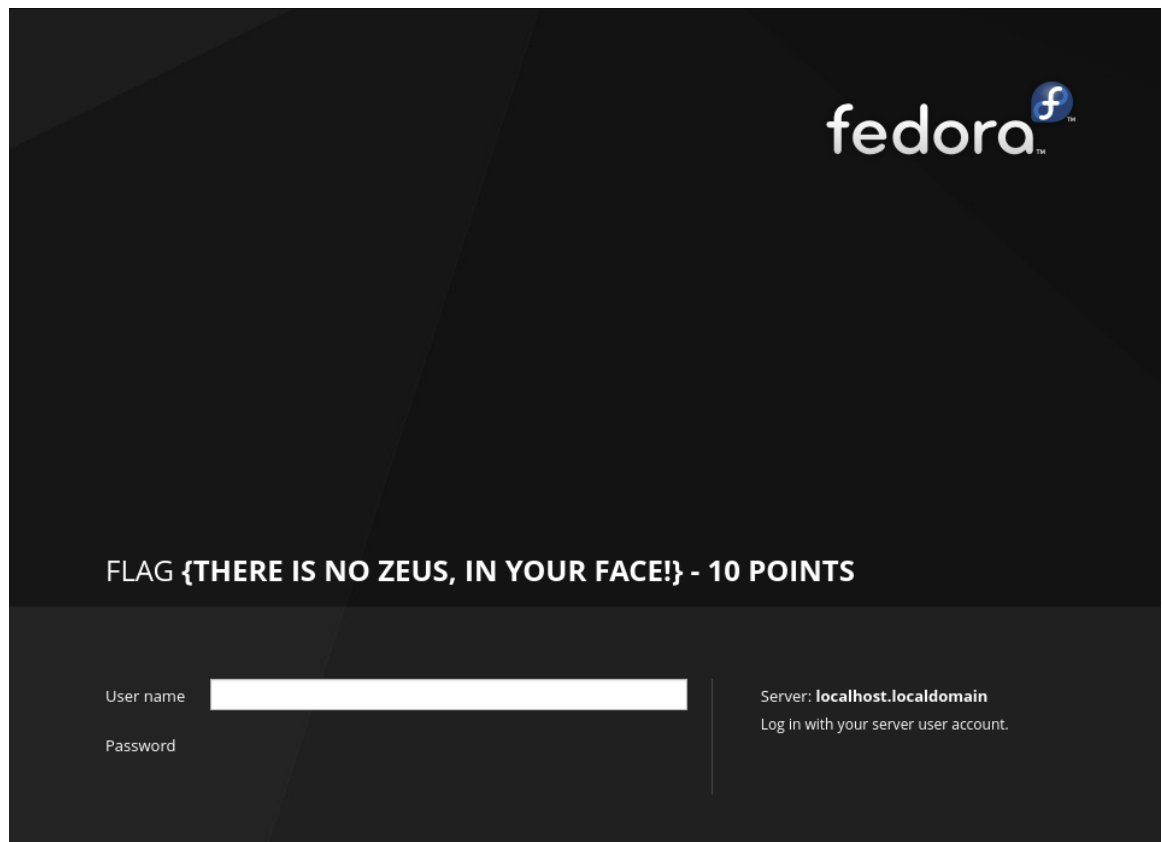 fedora
FLAG {THERE IS NO ZEUS, IN YOUR FACE!} - 10 POINTS
User name
Server: localhost.localdomain
Log in with your server user account.
Password